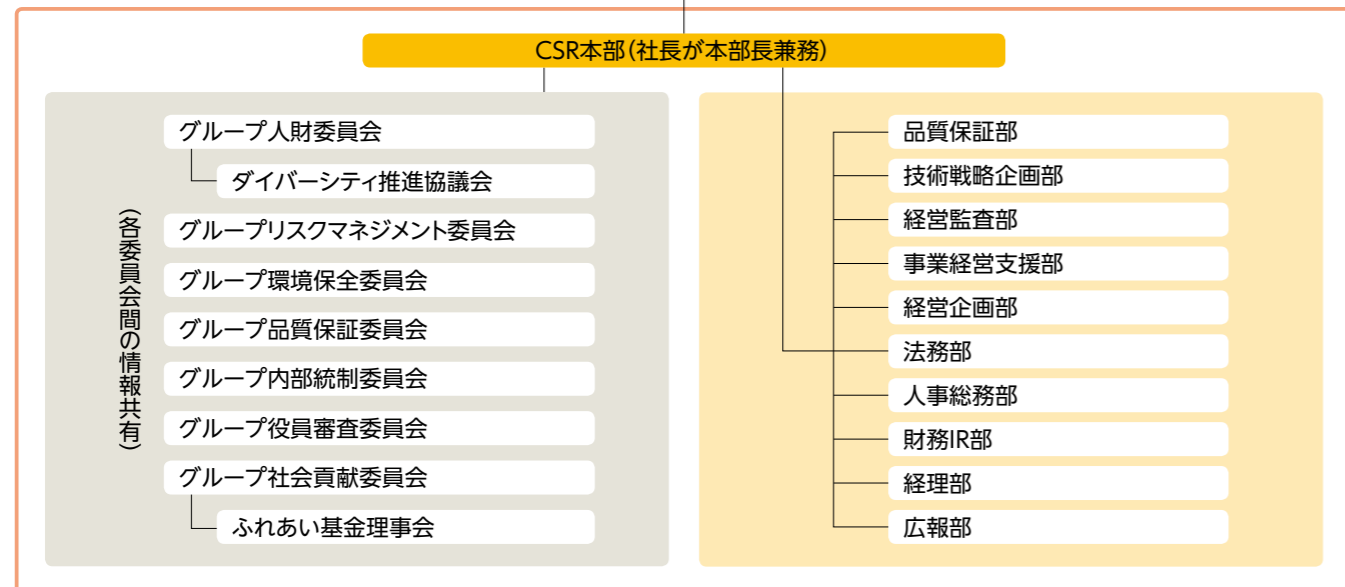 CSR本部(社長が本部長兼務)
(各委員会間の情報共有)
グループ人財委員会
ダイバーシティ推進協議会
グループリスクマネジメント委員会
グループ環境保全委員会
グループ品質保証委員会
グループ内部統制委員会
グループ役員審査委員会
グループ社会貢献委員会
ふれあい基金理事会
品質保証部
技術戦略企画部
経営監査部
事業経営支援部
経営企画部
法務部
人事総務部
財務IR部
経理部
広報部